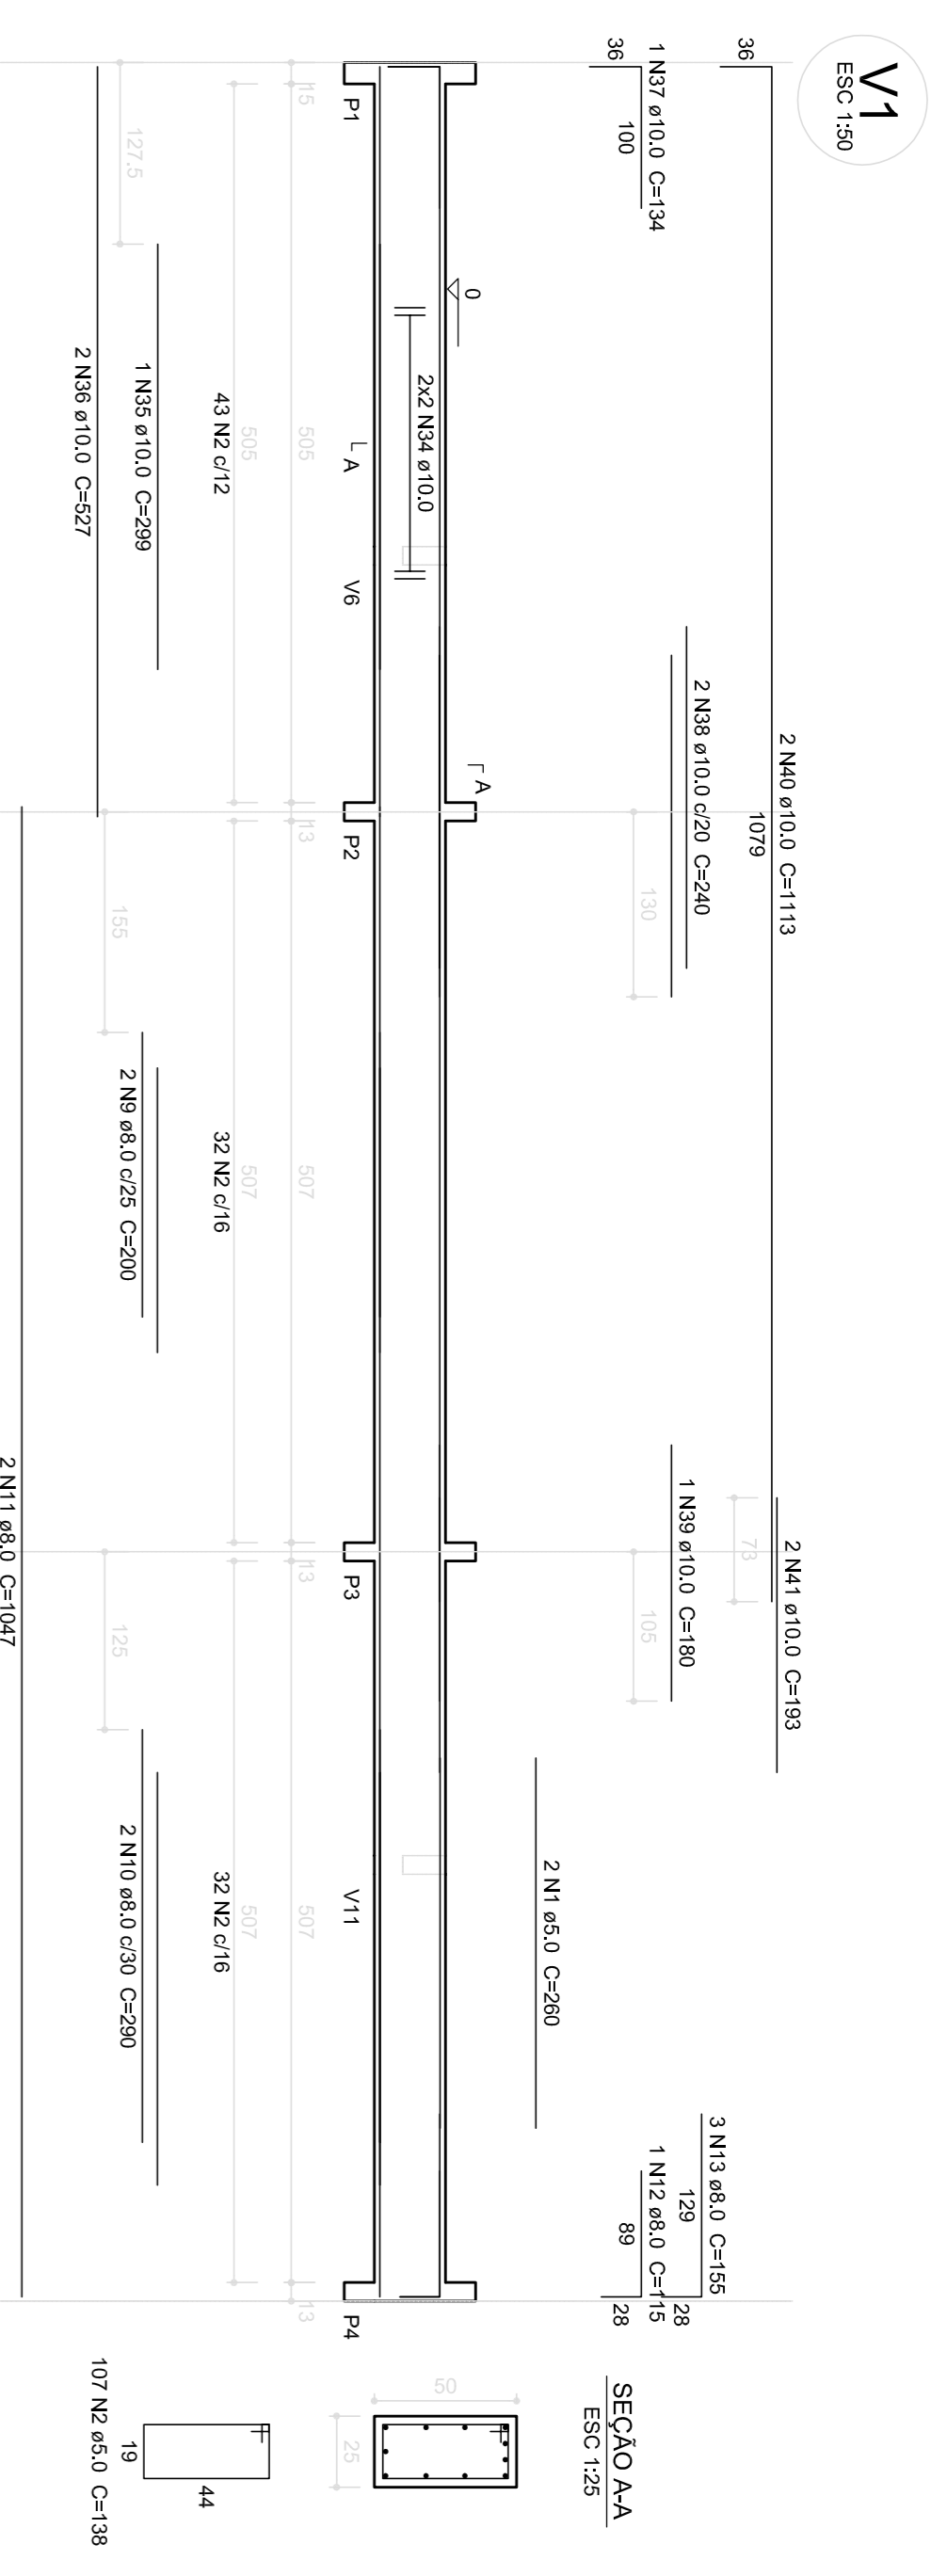 V1
ESC 1:50
2 N40 ø10.0 C=1113
36
1079
2 N41 ø10.0 C=193
73
3 N13 ø8.0 C=155
129
28
2 N38 ø10.0 c/20 C=240
130
1 N39 ø10.0 C=180
105
1 N37 ø10.0 C=134
36
100
1 N12 ø8.0 C=115
89
28
2 N1 ø5.0 C=260
SEÇÃO A-A
ESC 1:25
0
A
2x2 N34 ø10.0
50
25
P1
A
V6
P2
P3
V11
P4
15
505
13
507
13
507
13
505
507
507
43 N2 c/12
32 N2 c/16
32 N2 c/16
44
19
107 N2 ø5.0 C=138
127.5
1 N35 ø10.0 C=299
155
2 N9 ø8.0 c/25 C=200
125
2 N10 ø8.0 c/30 C=290
2 N36 ø10.0 C=527
2 N11 ø8.0 C=1047